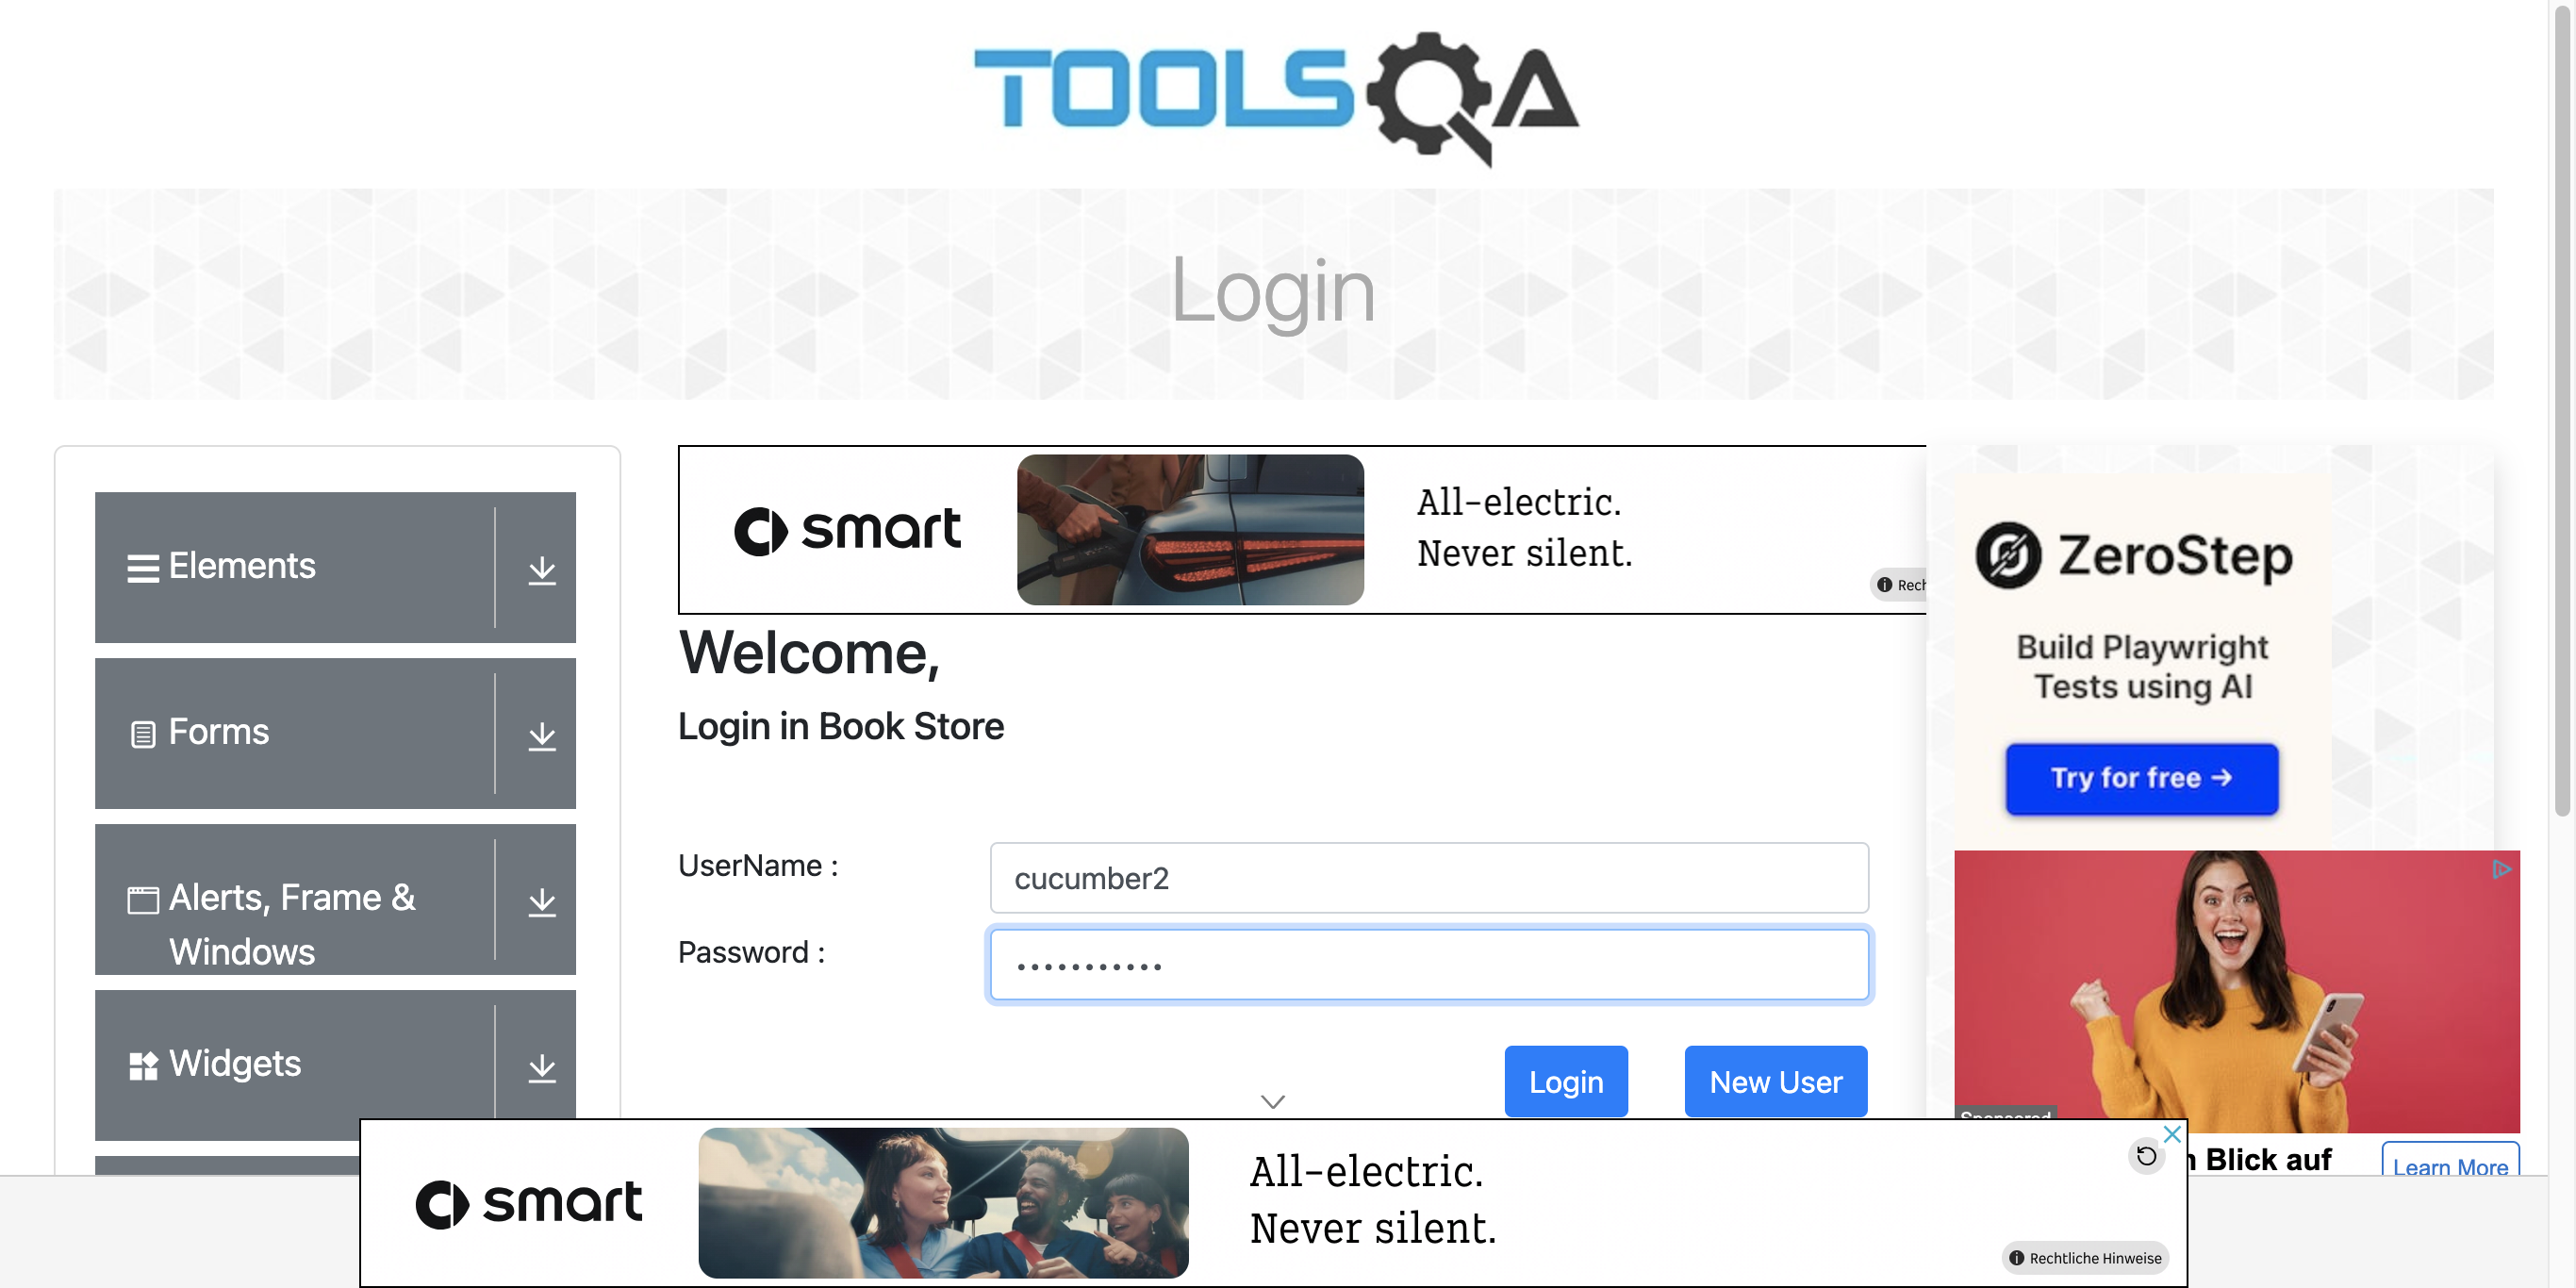 TOOLSQA
Login
Elements
Forms
Alerts, Frame &
Windows
Widgets
smart
All-electric.
Never silent.
Rech
Welcome,
Login in Book Store
UserName :
cucumber2
Password :
•••••••••••
Login
New User
ZeroStep
Build Playwright
Tests using AI
Try for free →
Sponsored
Blick auf
Learn More
smart
All-electric.
Never silent.
Rechtliche Hinweise